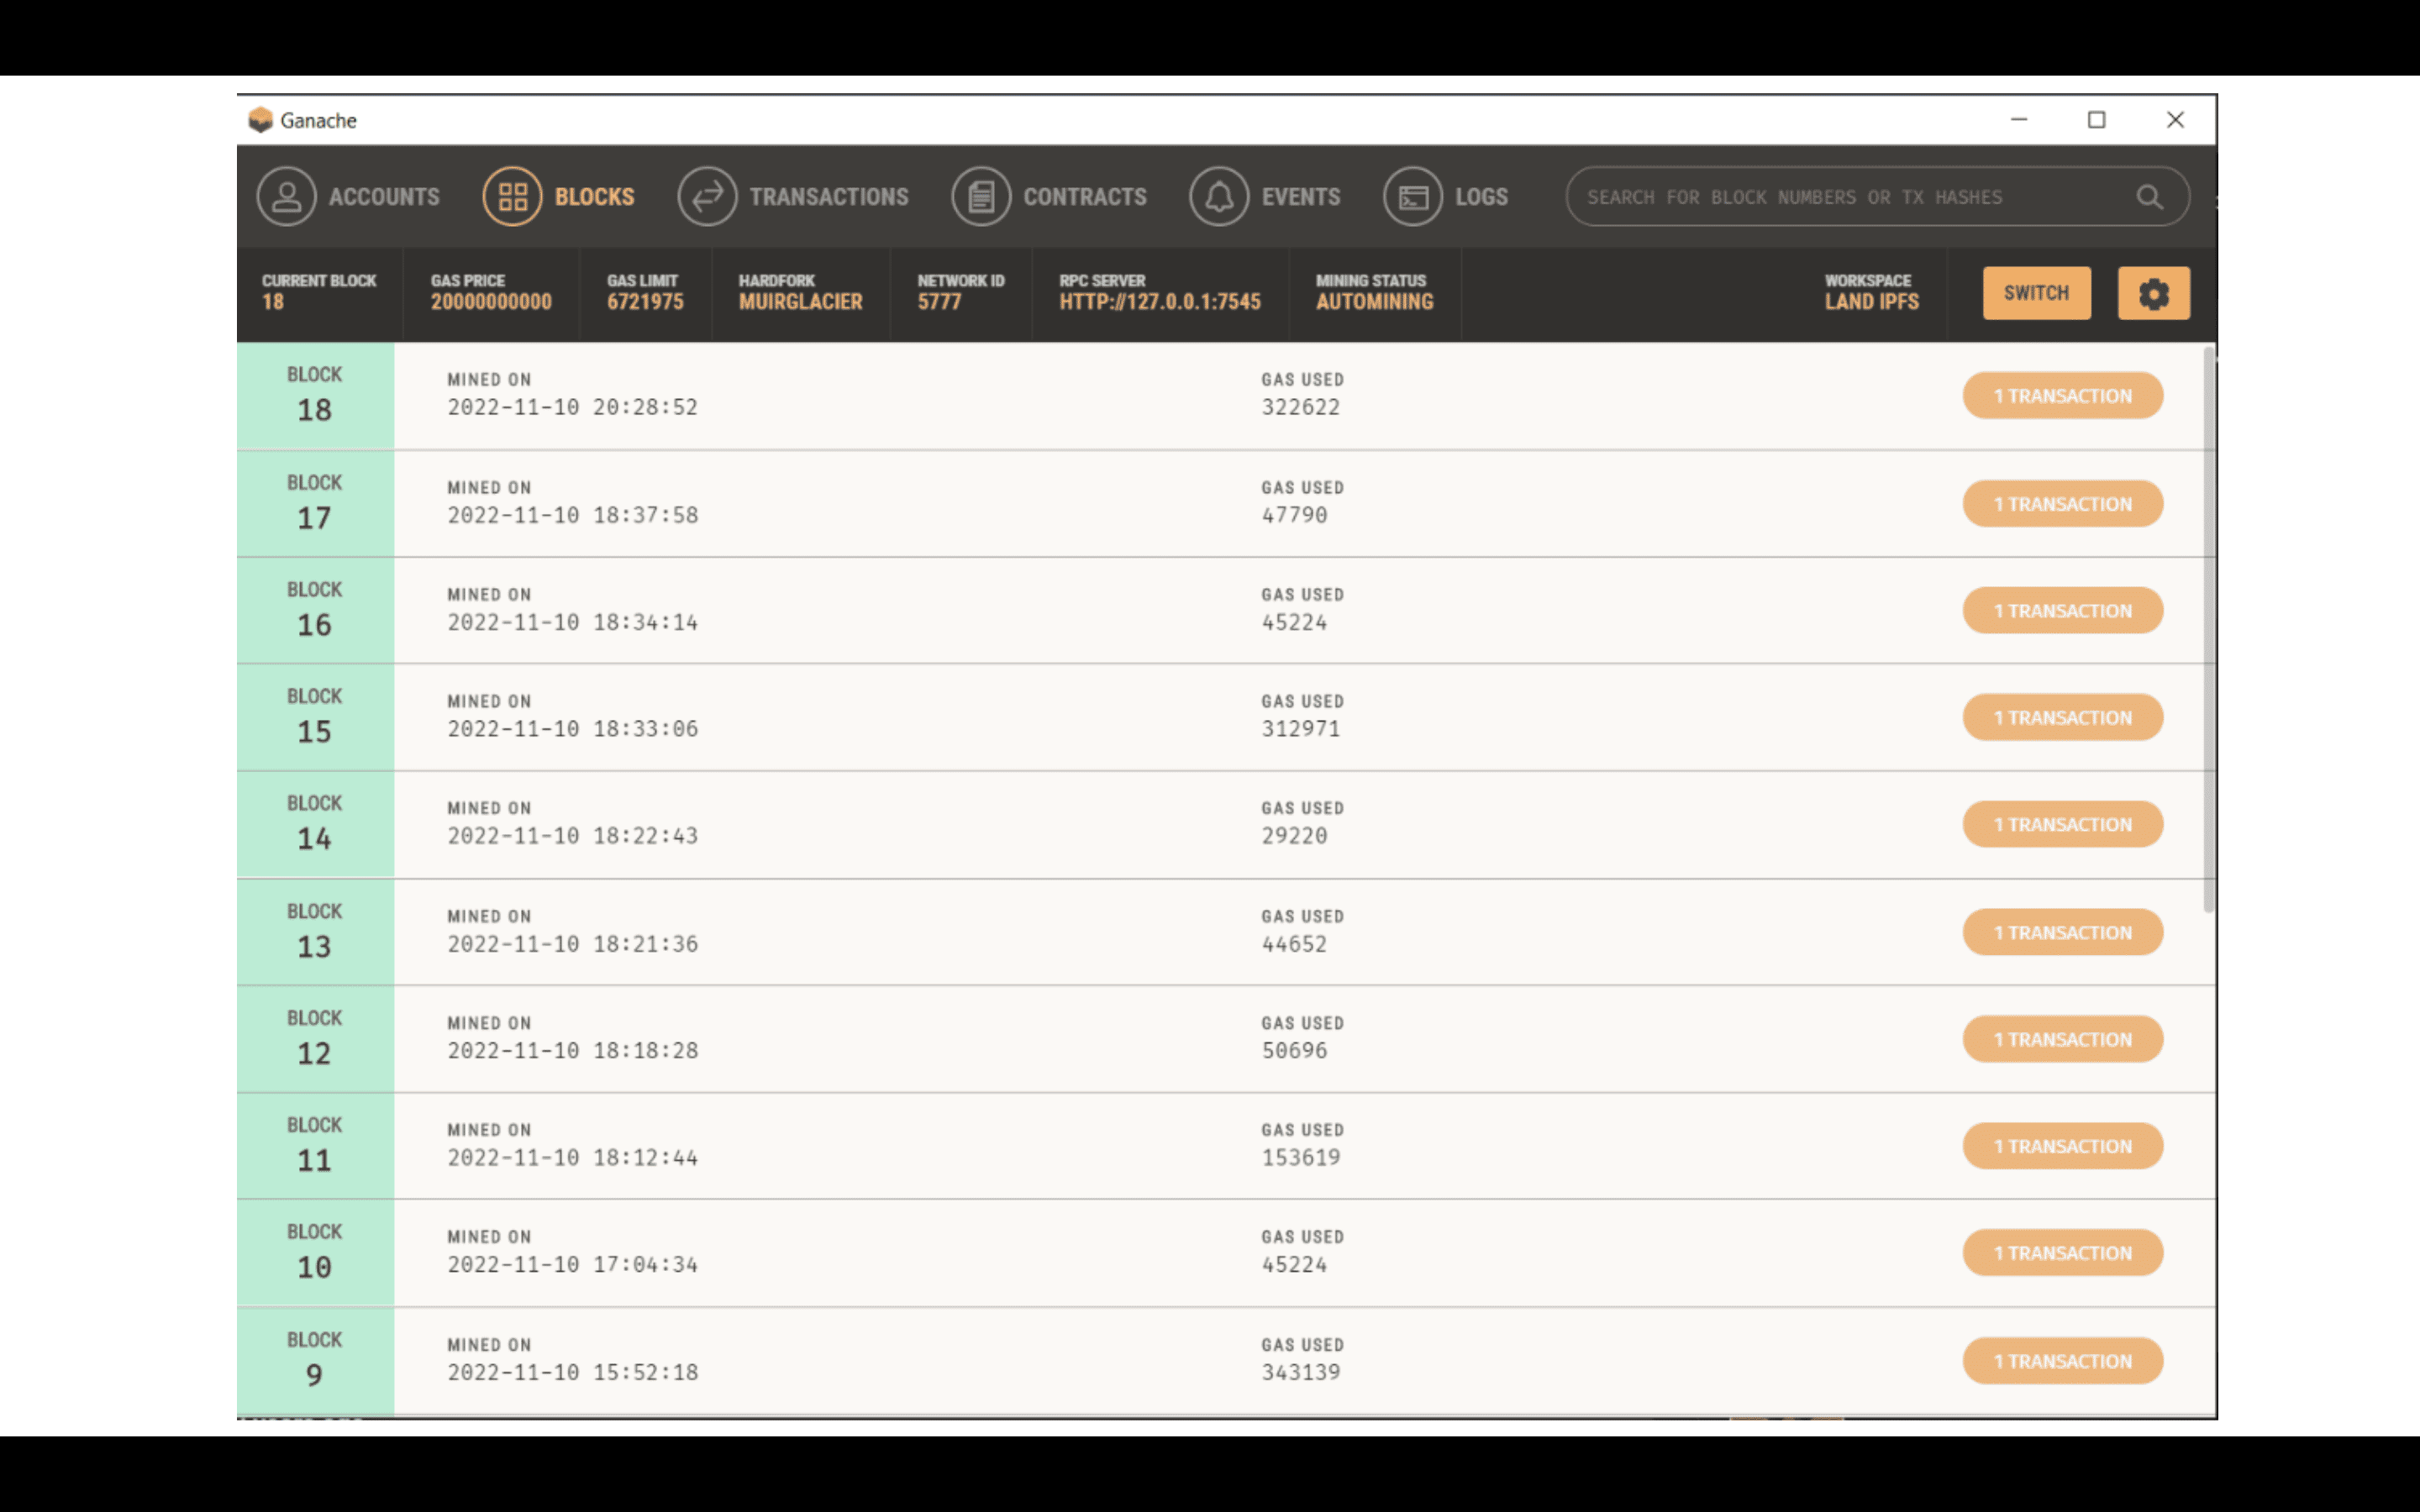 Ganache
ACCOUNTS BLOCKS TRANSACTIONS CONTRACTS EVENTS LOGS SEARCH FOR BLOCK NUMBERS OR TX HASHES
CURRENT BLOCK GAS PRICE GAS LIMIT HARDFORK NETWORK ID RPC SERVER MINING STATUS WORKSPACE
18 20000000000 6721975 MUIRGLACIER 5777 HTTP://127.0.0.1:7545 AUTOMINING LAND IPFS SWITCH
BLOCK MINED ON GAS USED
18 2022-11-10 20:28:52 322622 1 TRANSACTION
BLOCK MINED ON GAS USED
17 2022-11-10 18:37:58 47790 1 TRANSACTION
BLOCK MINED ON GAS USED
16 2022-11-10 18:34:14 45224 1 TRANSACTION
BLOCK MINED ON GAS USED
15 2022-11-10 18:33:06 312971 1 TRANSACTION
BLOCK MINED ON GAS USED
14 2022-11-10 18:22:43 29220 1 TRANSACTION
BLOCK MINED ON GAS USED
13 2022-11-10 18:21:36 44652 1 TRANSACTION
BLOCK MINED ON GAS USED
12 2022-11-10 18:18:28 50696 1 TRANSACTION
BLOCK MINED ON GAS USED
11 2022-11-10 18:12:44 153619 1 TRANSACTION
BLOCK MINED ON GAS USED
10 2022-11-10 17:04:34 45224 1 TRANSACTION
BLOCK MINED ON GAS USED
9 2022-11-10 15:52:18 343139 1 TRANSACTION